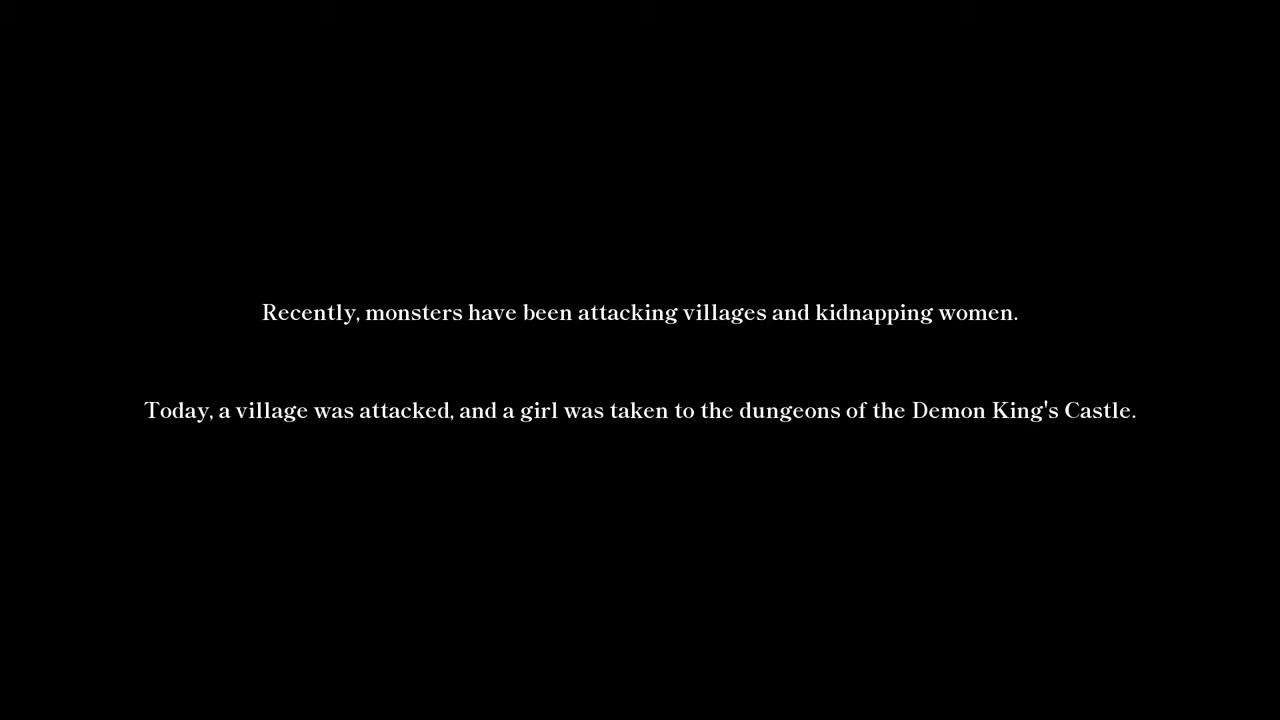 Recently, monsters have been attacking villages and kidnapping women.
Today, a village was attacked, and a girl was taken to the dungeons of the Demon King's Castle.